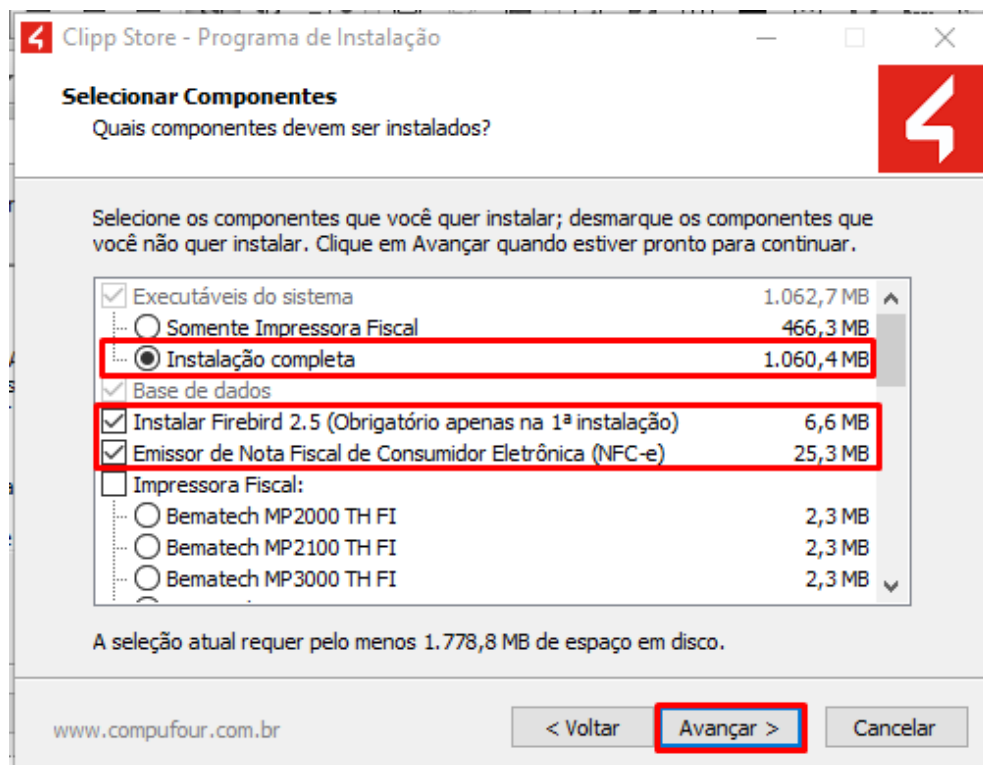 Clipp Store - Programa de Instalação
Selecionar Componentes
Quais componentes devem ser instalados?
Selecione os componentes que você quer instalar; desmarque os componentes que
você não quer instalar. Clique em Avançar quando estiver pronto para continuar.
Executáveis do sistema 1.062,7 MB
Somente Impressora Fiscal 466,3 MB
Instalação completa 1.060,4 MB
Base de dados
Instalar Firebird 2.5 (Obrigatório apenas na 1ª instalação) 6,6 MB
Emissor de Nota Fiscal de Consumidor Eletrônica (NFC-e) 25,3 MB
Impressora Fiscal:
Bematech MP2000 TH FI 2,3 MB
Bematech MP2100 TH FI 2,3 MB
Bematech MP3000 TH FI 2,3 MB
A seleção atual requer pelo menos 1.778,8 MB de espaço em disco.
www.compufour.com.br
< Voltar Avançar > Cancelar